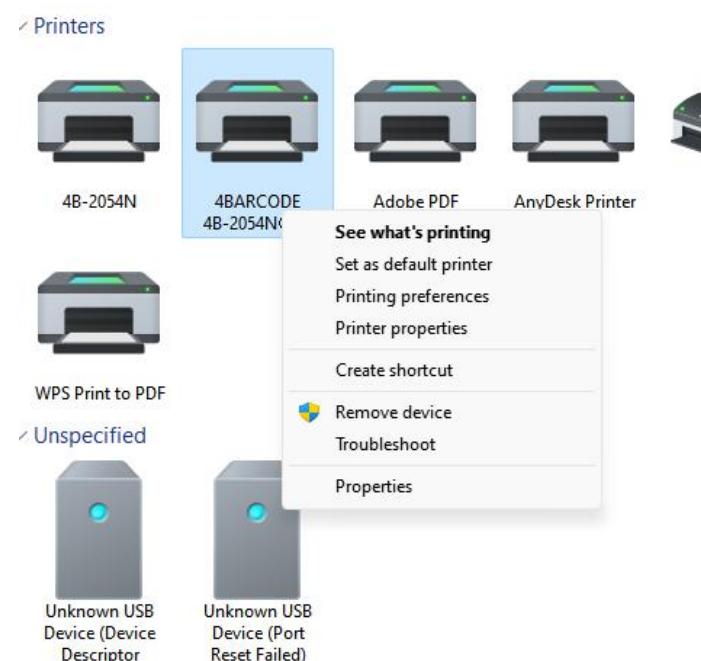 Printers
4B-2054N
4BARCODE
4B-2054N
Adobe PDF
AnyDesk Printer
See what's printing
Set as default printer
Printing preferences
Printer properties
Create shortcut
Remove device
Troubleshoot
Properties
WPS Print to PDF
Unspecified
Unknown USB
Device (Device
Descriptor
Unknown USB
Device (Port
Reset Failed)